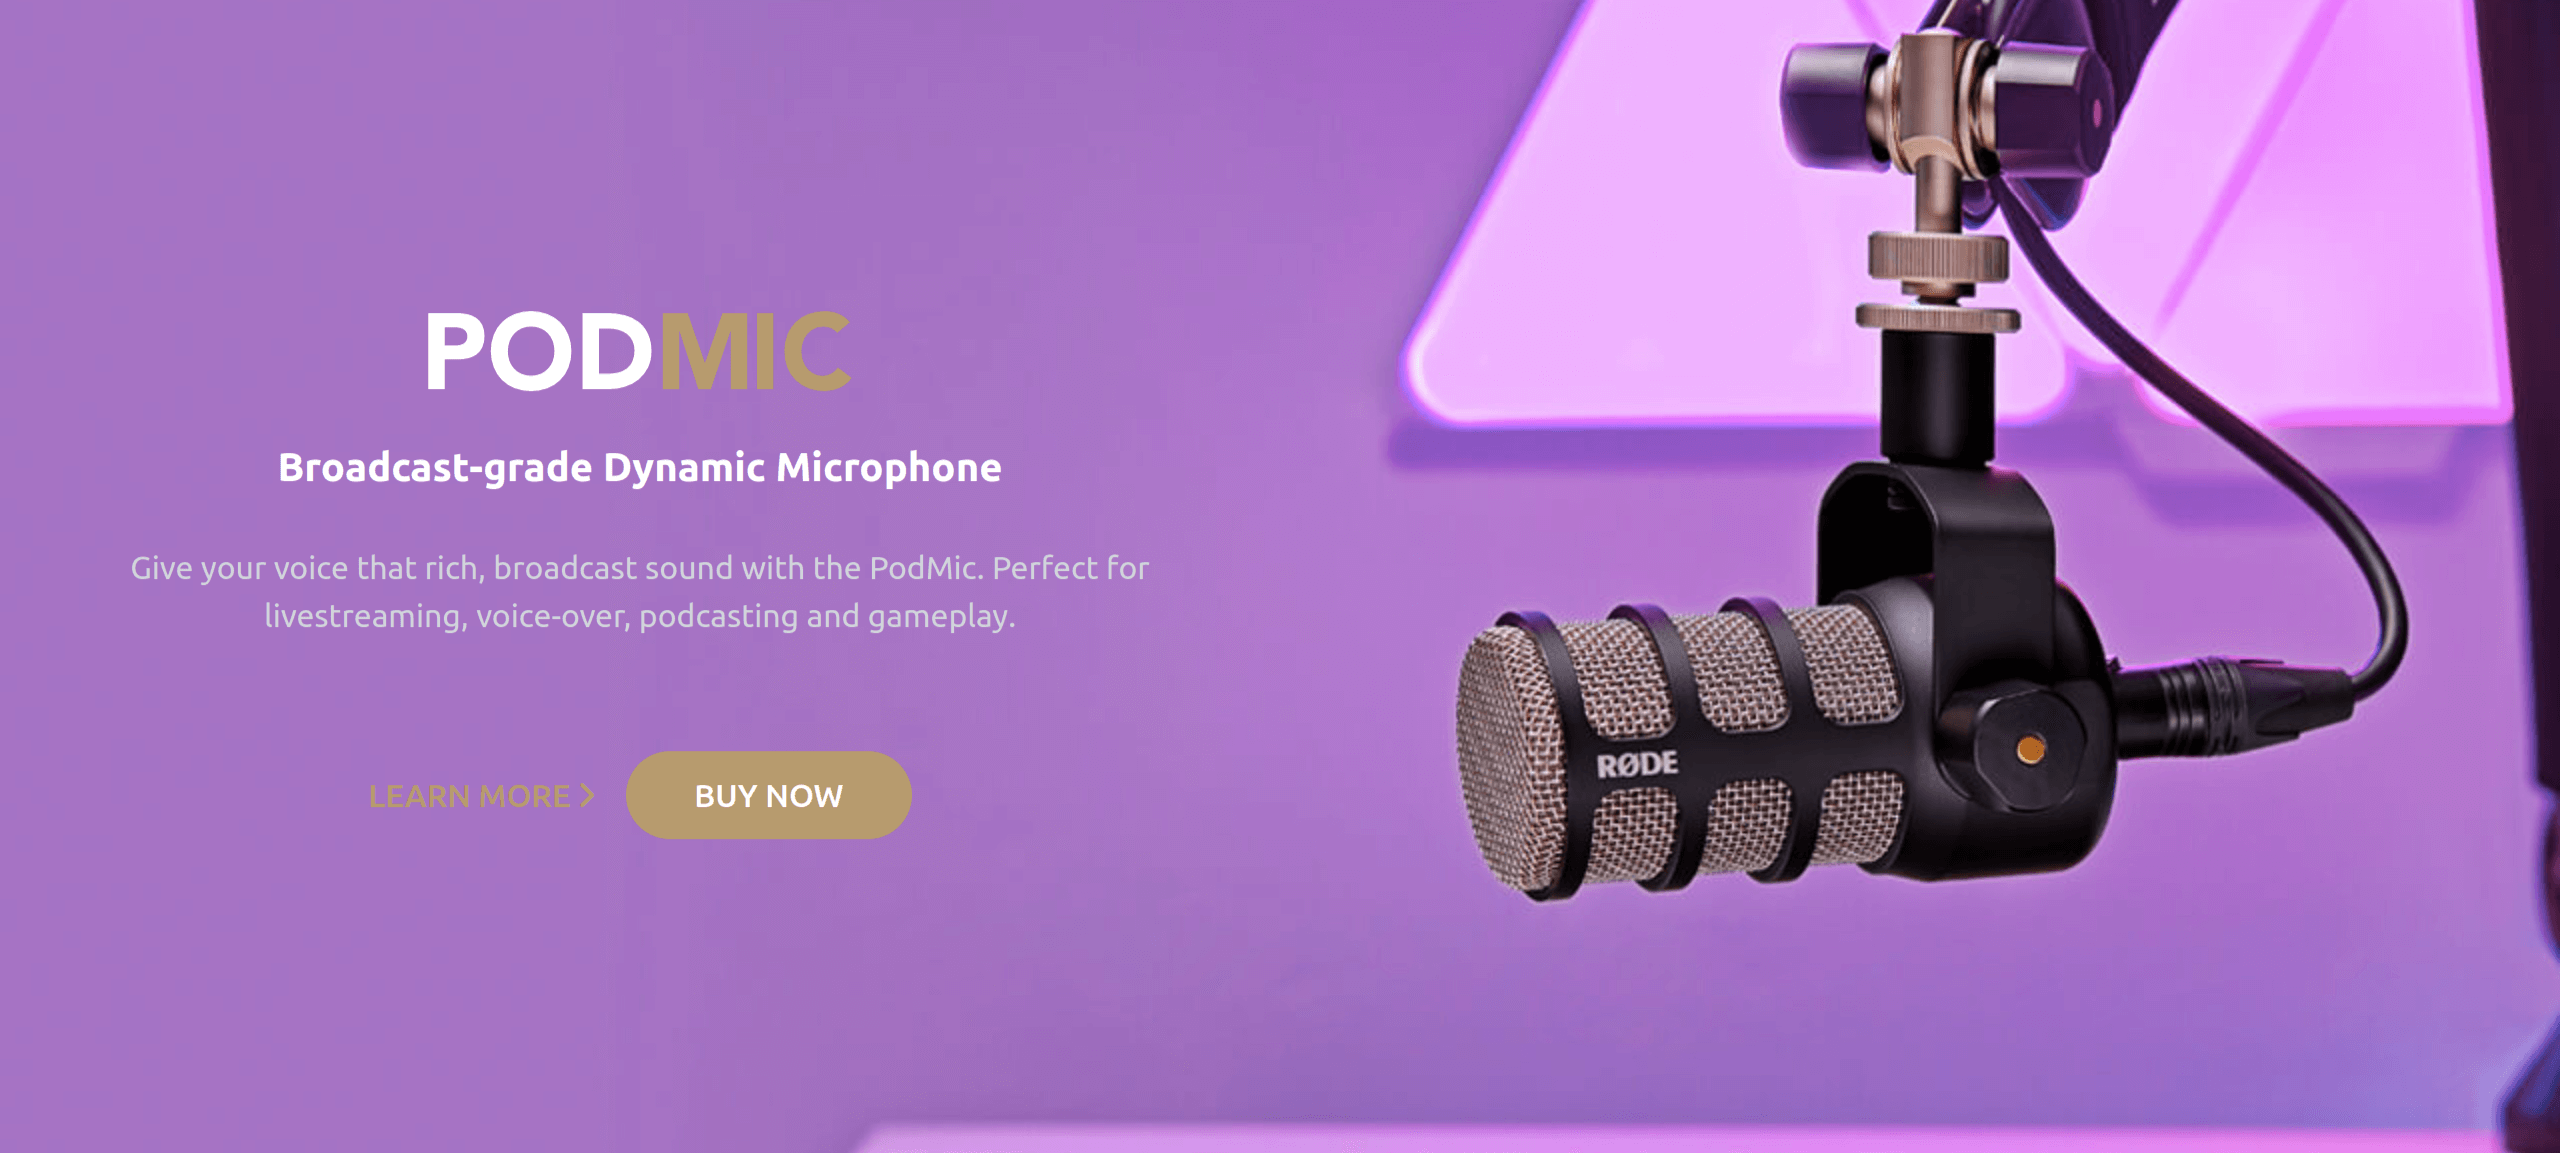 PODMIC
Broadcast-grade Dynamic Microphone
Give your voice that rich, broadcast sound with the PodMic. Perfect for
livestreaming, voice-over, podcasting and gameplay.
LEARN MORE
BUY NOW
RØDE